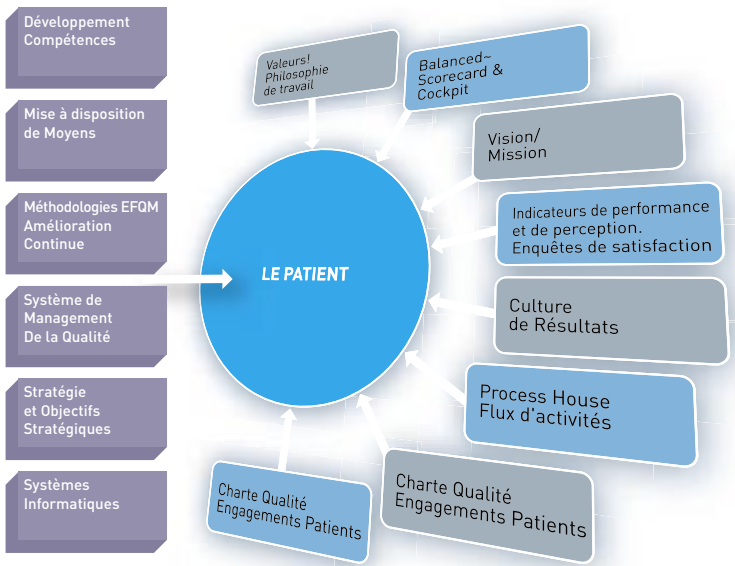 Développement
Compétences
Mise à disposition
de Moyens
Méthodologies EFQM
Amélioration
Continue
Système de
Management
De la Qualité
Stratégie
et Objectifs
Stratégiques
Systèmes
Informatiques
LE PATIENT
Valeurs!
Philosophie
de travail
Balanced~
Scorecard &
Cockpit
Vision/
Mission
Indicateurs de performance
et de perception.
Enquêtes de satisfaction
Culture
de Résultats
Process House
Flux d'activités
Charte Qualité
Engagements Patients
Charte Qualité
Engagements Patients